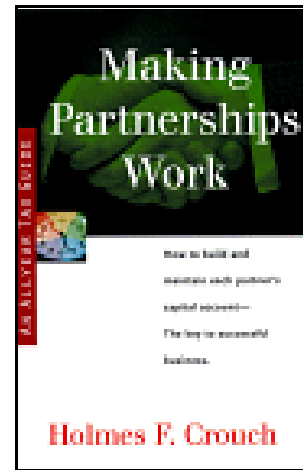 Making
Partnerships
Work
AN ALLYEAR TAX GUIDE
How to build and
maintain each partner's
capital account—
The key to successful
business.
Holmes F. Crouch